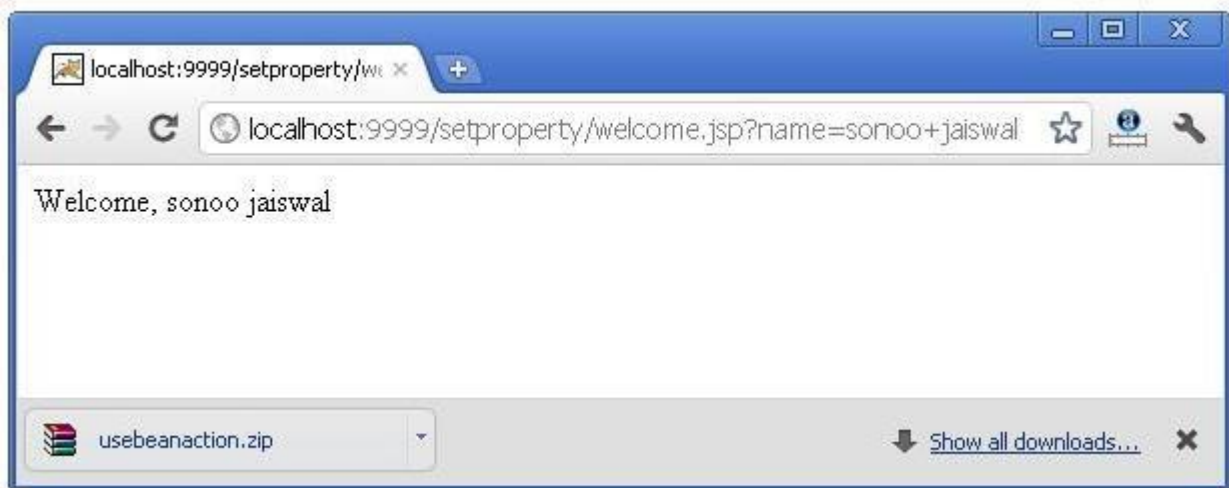 localhost:9999/setproperty/we
localhost:9999/setproperty/welcome.jsp?name=sonoo+jaiswal
Welcome, sonoo jaiswal
usebeanaction.zip
Show all downloads...